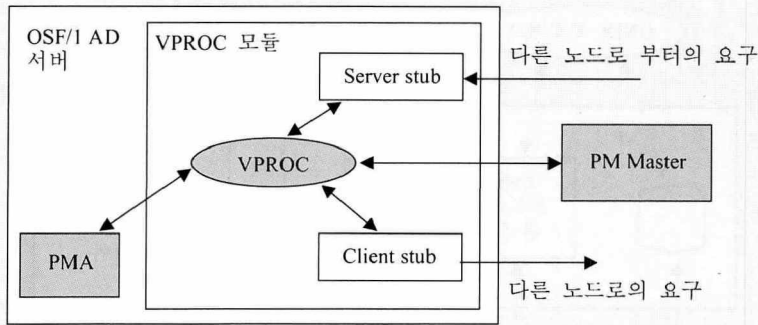 OSF/1 AD
서버
VPROC 모듈
Server stub
다른 노드로 부터의 요구
VPROC
PM Master
PMA
Client stub
다른 노드로의 요구